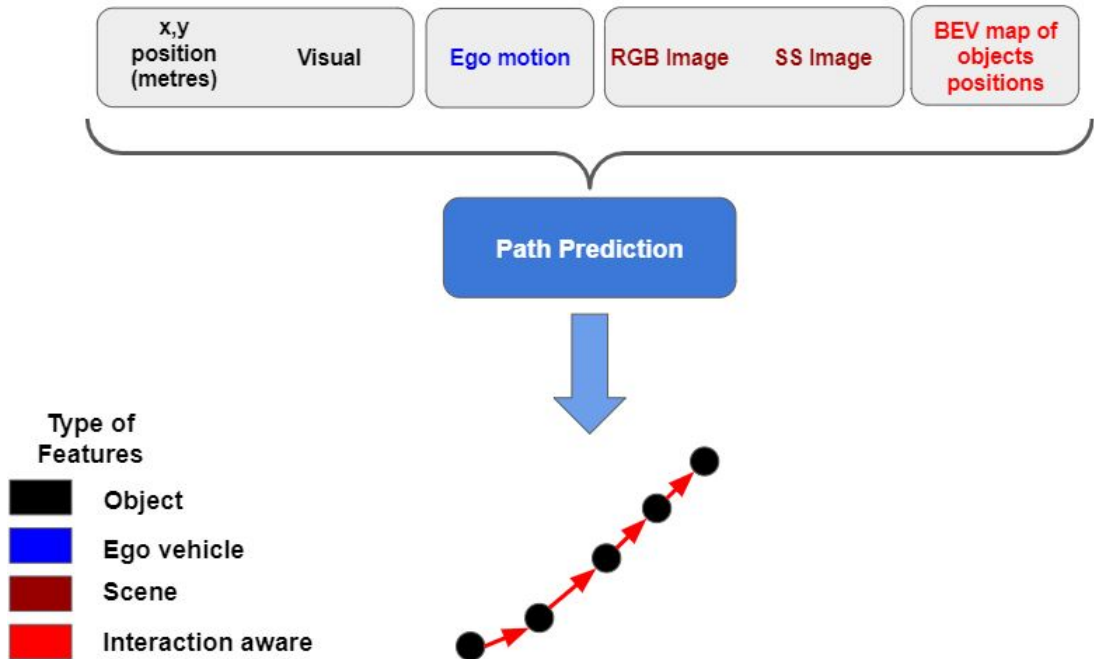 x,y
position
(metres)
Visual
Ego motion
RGB Image
SS Image
BEV map of
objects
positions
Path Prediction
Type of
Features
Object
Ego vehicle
Scene
Interaction aware